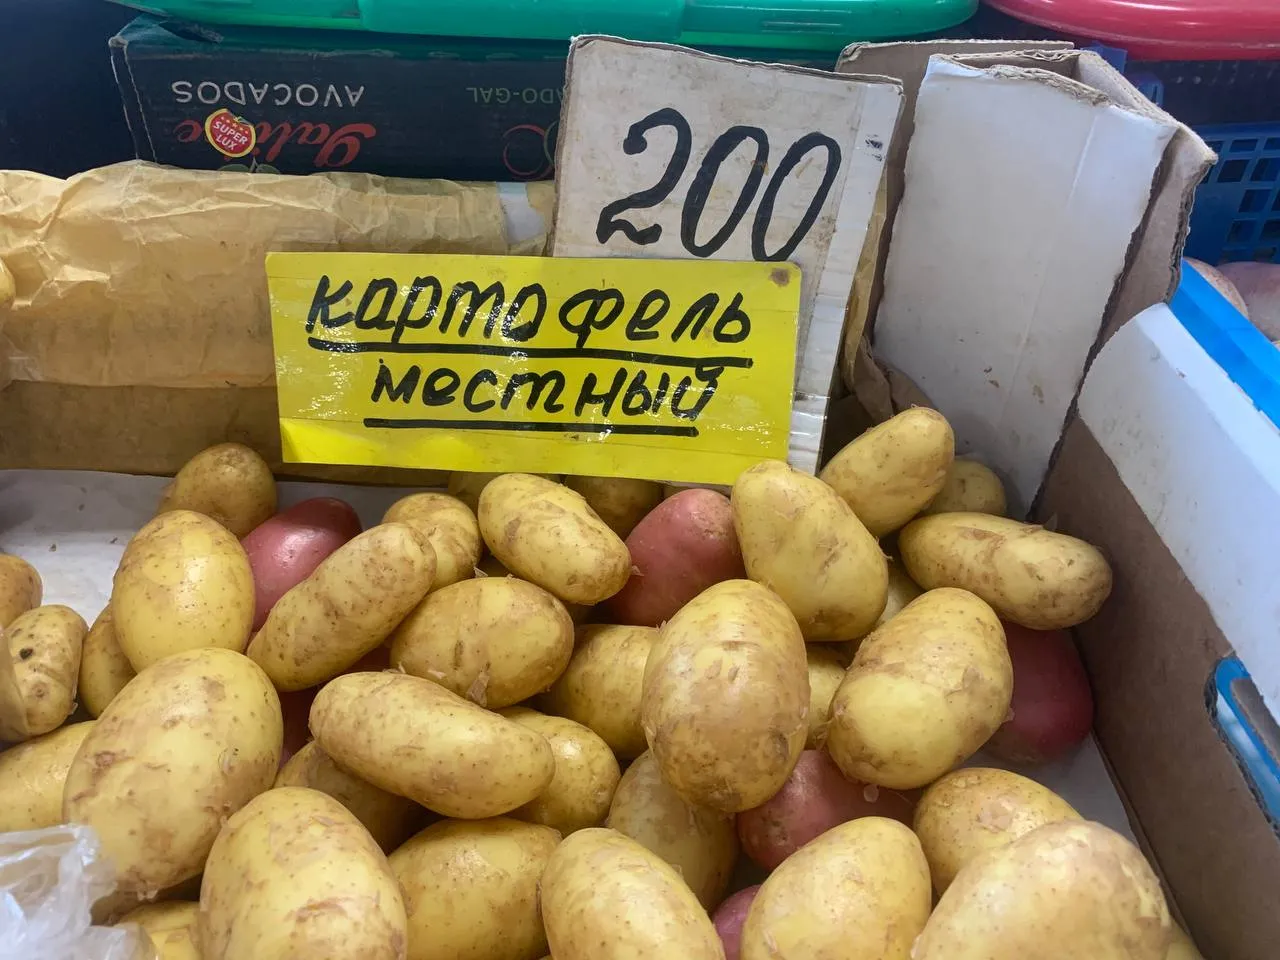 AVOCADOS
SUPER
LUX
200
картофель
местный